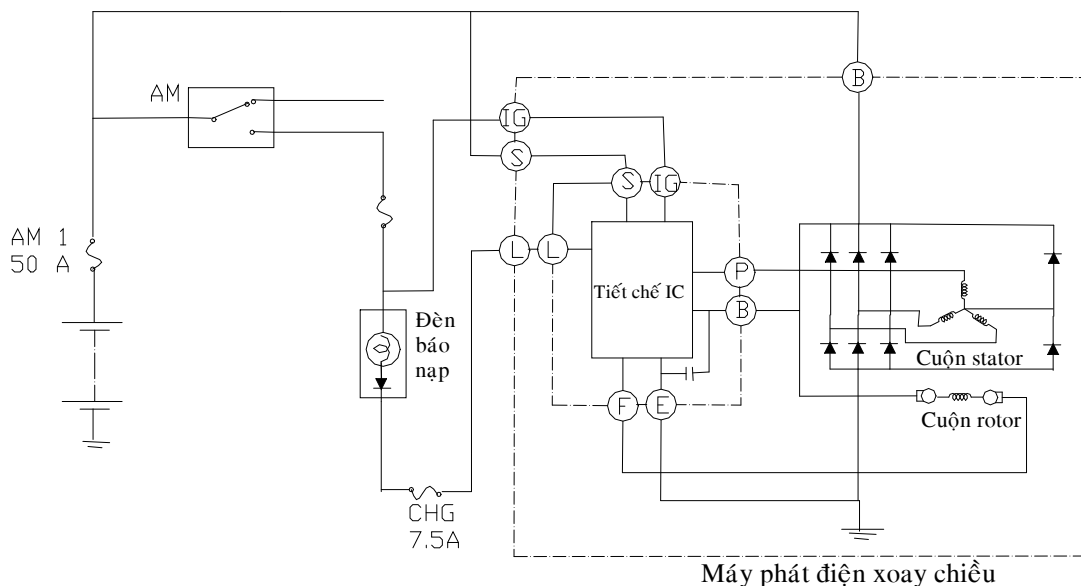 B
AM
IG
S
S
IG
AM 1
50 A
L
L
P
Tiết chế IC
B
Đèn
báo
nạp
Cuộn stator
F
E
Cuộn rotor
CHG
7.5A
Máy phát điện xoay chiều